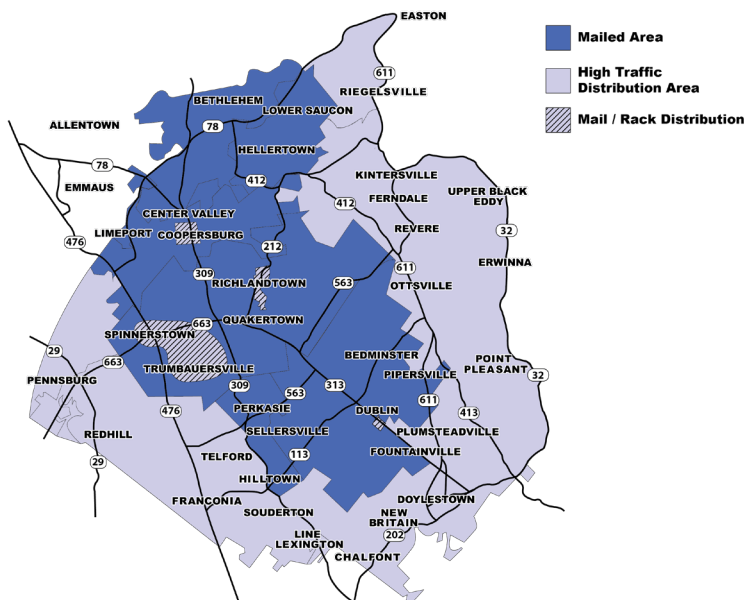 EASTON
Mailed Area
611
High Traffic
Distribution Area
RIEGELSVILLE
BETHLEHEM
LOWER SAUCON
Mail / Rack Distribution
ALLENTOWN
78
HELLERTOWN
78
KINTERSVILLE
412
EMMAUS
UPPER BLACK
EDDY
FERNDALE
412
CENTER VALLEY
REVERE
32
LIMEPORT
COOPERSBURG
476
212
ERWINNA
611
309
RICHLANDTOWN
563
OTTSVILLE
QUAKERTOWN
663
SPINNERSTOWN
29
BEDMINSTER
POINT
PLEASANT
663
TRUMBAUERSVILLE
PIPERSVILLE
32
PENNSBURG
309
563
313
611
476
PERKASIE
DUBLIN
413
REDHILL
SELLERSVILLE
PLUMSTEADVILLE
29
TELFORD
113
FOUNTAINVILLE
HILLTOWN
FRANCONIA
DOYLESTOWN
SOUDERTON
NEW
BRITAIN
LINE
LEXINGTON
202
CHALFONT